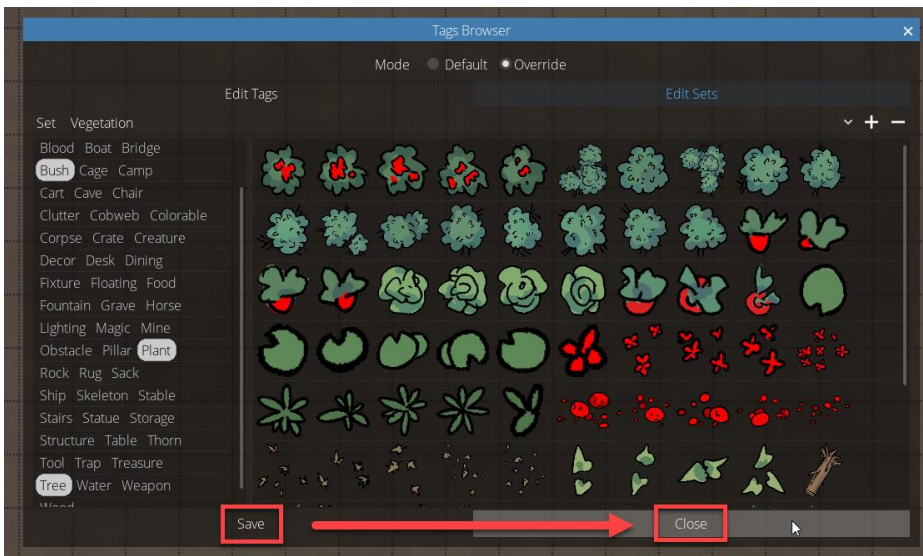 Tags Browser
Mode Default Override
Edit Tags Edit Sets
Set Vegetation
Blood Boat Bridge
Bush Cage Camp
Cart Cave Chair
Clutter Cobweb Colorable
Corpse Crate Creature
Decor Desk Dining
Fixture Floating Food
Fountain Grave Horse
Lighting Magic Mine
Obstacle Pillar Plant
Rock Rug Sack
Ship Skeleton Stable
Stairs Statue Storage
Structure Table Thorn
Tool Trap Treasure
Tree Water Weapon
Wood
Save Close